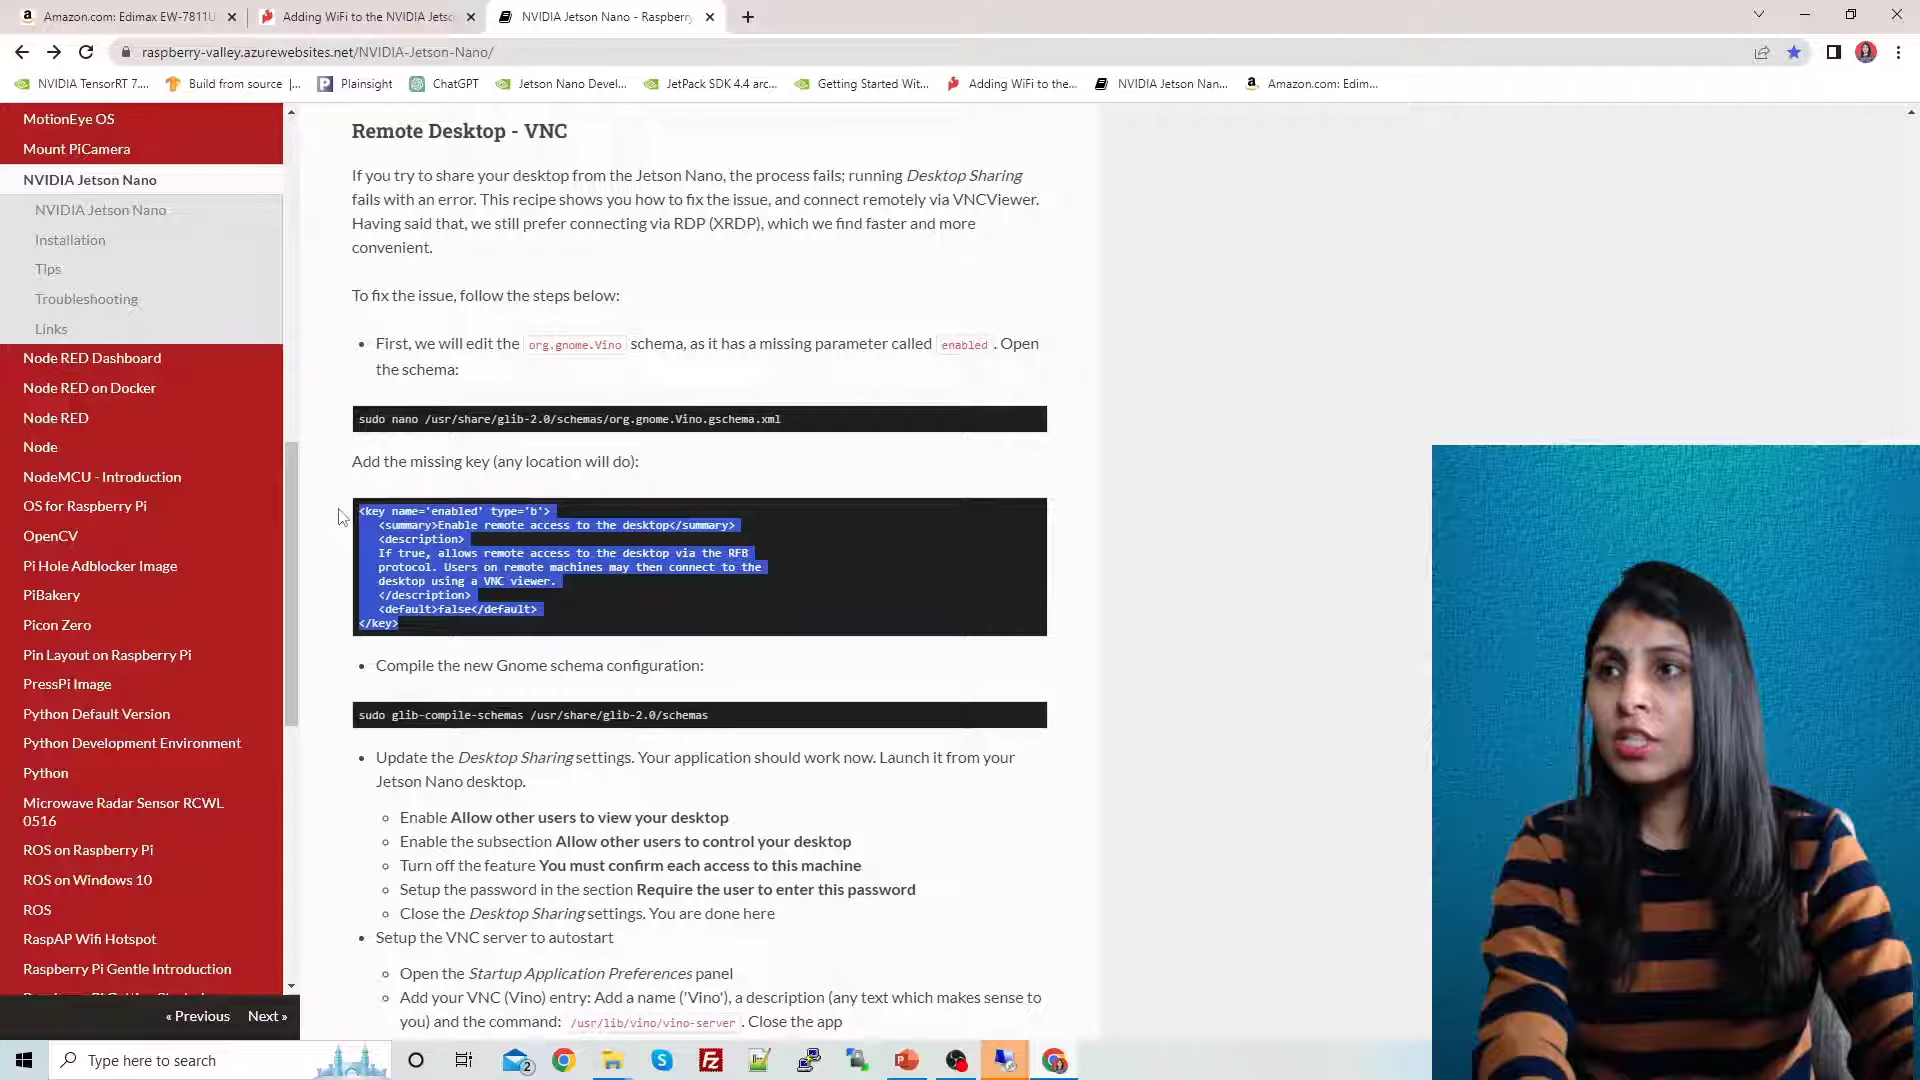 Amazon.com: Edimax EW-7811U
Adding WiFi to the NVIDIA Jetso
NVIDIA Jetson Nano - Raspberry
raspberry-valley.azurewebsites.net/NVIDIA-Jetson-Nano/
NVIDIA TensorRT 7....
Build from source |...
Plainsight
ChatGPT
Jetson Nano Devel...
JetPack SDK 4.4 arc...
Getting Started Wit...
Adding WiFi to the...
NVIDIA Jetson Nan...
Amazon.com: Edim...
MotionEye OS
Mount PiCamera
NVIDIA Jetson Nano
NVIDIA Jetson Nano
Installation
Tips
Troubleshooting
Links
Node RED Dashboard
Node RED on Docker
Node RED
Node
NodeMCU - Introduction
OS for Raspberry Pi
OpenCV
Pi Hole Adblocker Image
PiBakery
Picon Zero
Pin Layout on Raspberry Pi
PressPi Image
Python Default Version
Python Development Environment
Python
Microwave Radar Sensor RCWL
0516
ROS on Raspberry Pi
ROS on Windows 10
ROS
RaspAP Wifi Hotspot
Raspberry Pi Gentle Introduction
« Previous Next »
Remote Desktop - VNC
If you try to share your desktop from the Jetson Nano, the process fails; running Desktop Sharing
fails with an error. This recipe shows you how to fix the issue, and connect remotely via VNCViewer.
Having said that, we still prefer connecting via RDP (XRDP), which we find faster and more
convenient.
To fix the issue, follow the steps below:
• First, we will edit the org.gnome.Vino schema, as it has a missing parameter called enabled . Open
the schema:
sudo nano /usr/share/glib-2.0/schemas/org.gnome.Vino.gschema.xml
Add the missing key (any location will do):
<key name='enabled' type='b'>
<summary>Enable remote access to the desktop</summary>
<description>
If true, allows remote access to the desktop via the RFB
protocol. Users on remote machines may then connect to the
desktop using a VNC viewer.
</description>
<default>false</default>
</key>
• Compile the new Gnome schema configuration:
sudo glib-compile-schemas /usr/share/glib-2.0/schemas
• Update the Desktop Sharing settings. Your application should work now. Launch it from your
Jetson Nano desktop.
Enable Allow other users to view your desktop
Enable the subsection Allow other users to control your desktop
Turn off the feature You must confirm each access to this machine
Setup the password in the section Require the user to enter this password
Close the Desktop Sharing settings. You are done here
• Setup the VNC server to autostart
Open the Startup Application Preferences panel
Add your VNC (Vino) entry: Add a name ('Vino'), a description (any text which makes sense to
you) and the command: /usr/lib/vino/vino-server . Close the app
Type here to search
2